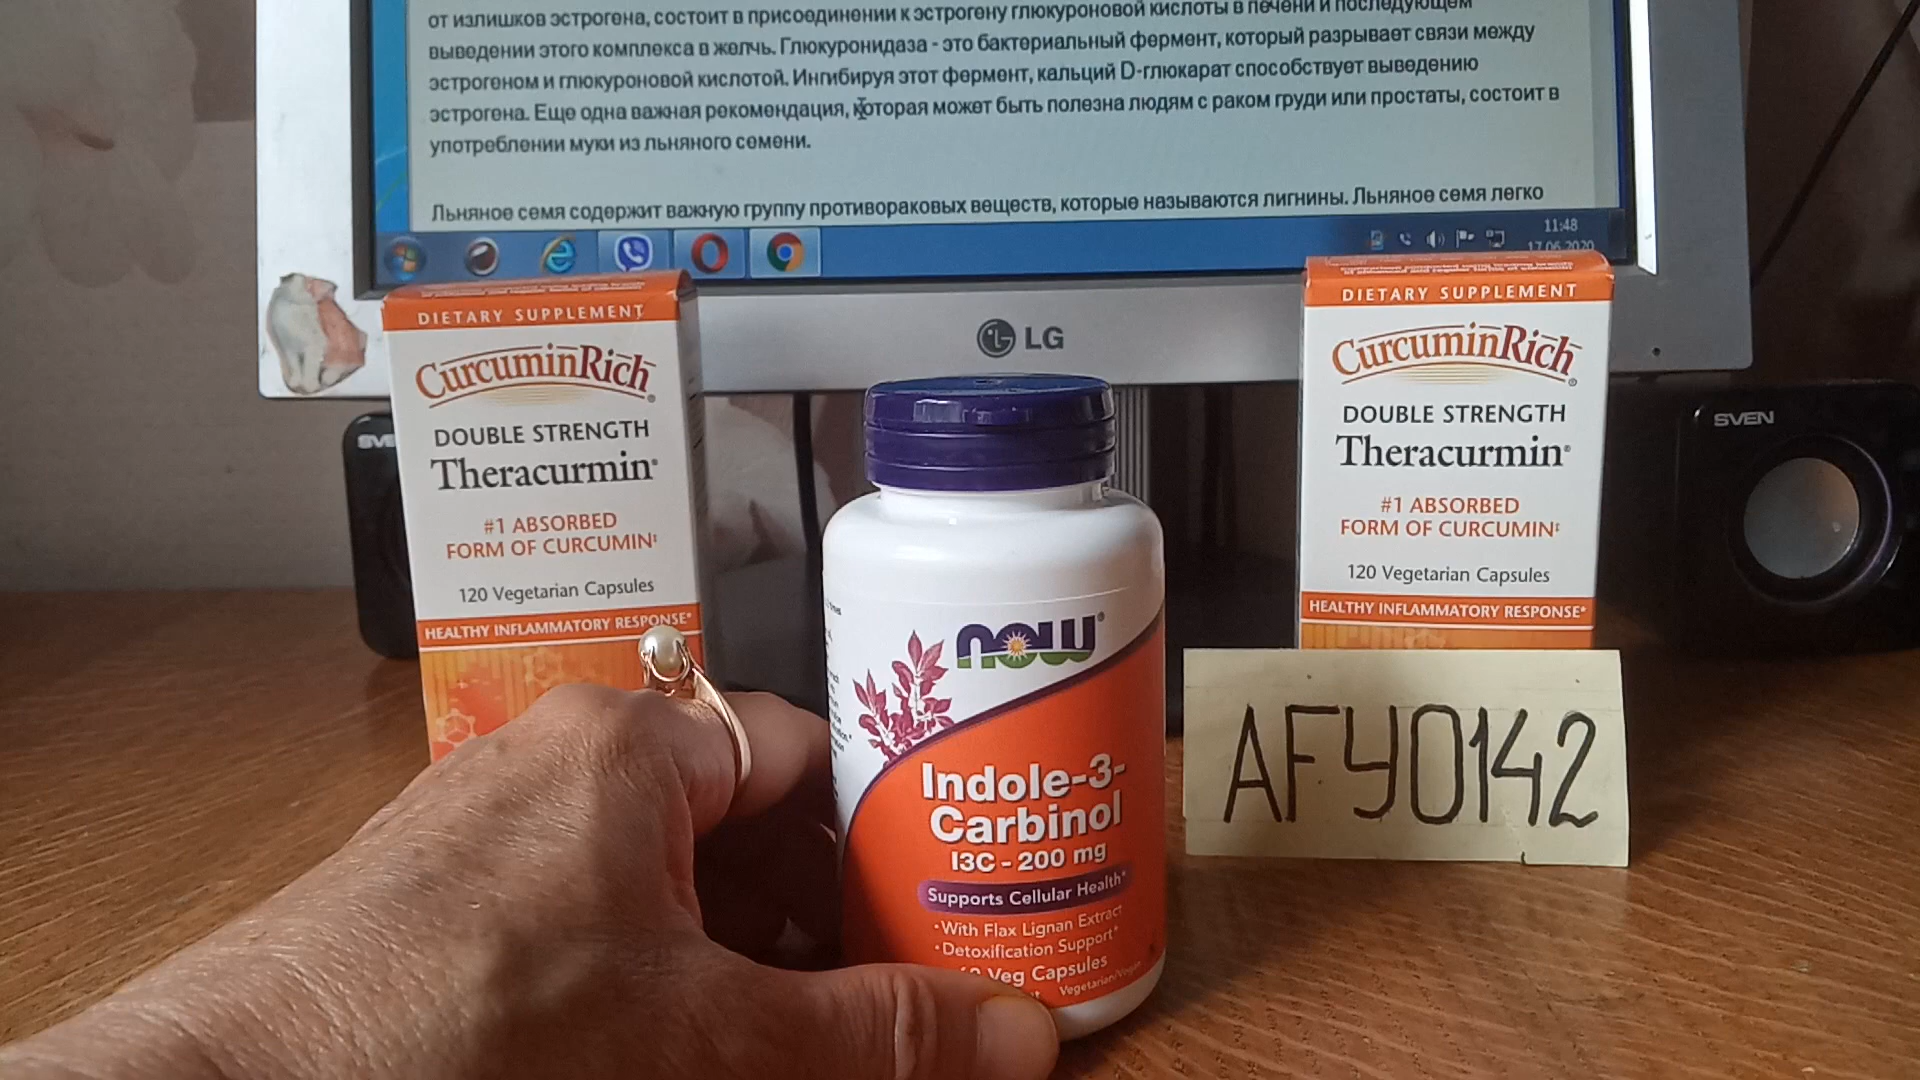 от излишков эстрогена, состоит в присоединении к эстрогену глюкуроновой кислоты в печени и последующем
выведении этого комплекса в желчь. Глюкуронидаза - это бактериальный фермент, который разрывает связи между
эстрогеном и глюкуроновой кислотой. Ингибируя этот фермент, кальций D-глюкарат способствует выведению
эстрогена. Еще одна важная рекомендация, которая может быть полезна людям с раком груди или простаты, состоит в
употреблении муки из льняного семени.
Льняное семя содержит важную группу противораковых веществ, которые называются лигнины. Льняное семя легко
11:48
17.06.2020
LG
DIETARY SUPPLEMENT
CurcuminRich®
DOUBLE STRENGTH
Theracurmin®
#1 ABSORBED
FORM OF CURCUMIN‡
120 Vegetarian Capsules
HEALTHY INFLAMMATORY RESPONSE*
DIETARY SUPPLEMENT
CurcuminRich®
DOUBLE STRENGTH
Theracurmin®
#1 ABSORBED
FORM OF CURCUMIN‡
120 Vegetarian Capsules
HEALTHY INFLAMMATORY RESPONSE*
SVE
SVEN
now®
Indole-3-
Carbinol
I3C - 200 mg
Supports Cellular Health*
•With Flax Lignan Extract
•Detoxification Support*
Veg Capsules
Vegetarian/Vegan
AFY0142